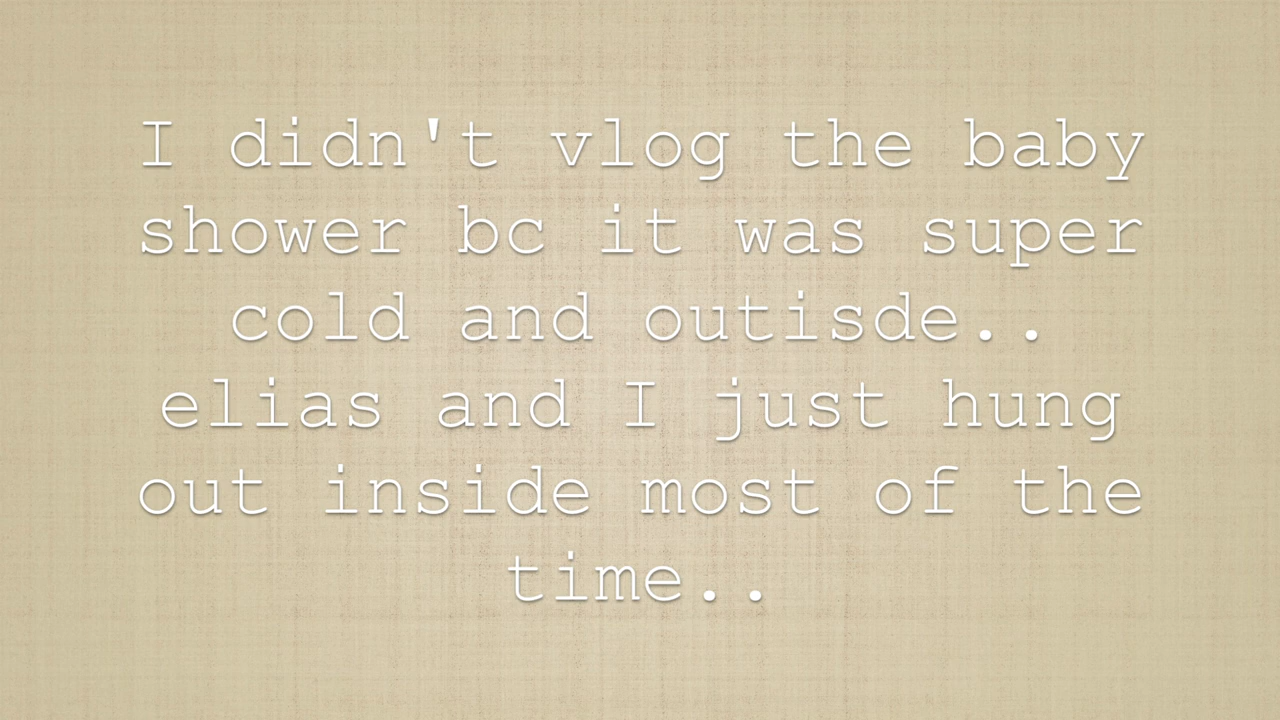 I didn't vlog the baby
shower bc it was super
cold and outisde..
elias and I just hung
out inside most of the
time..